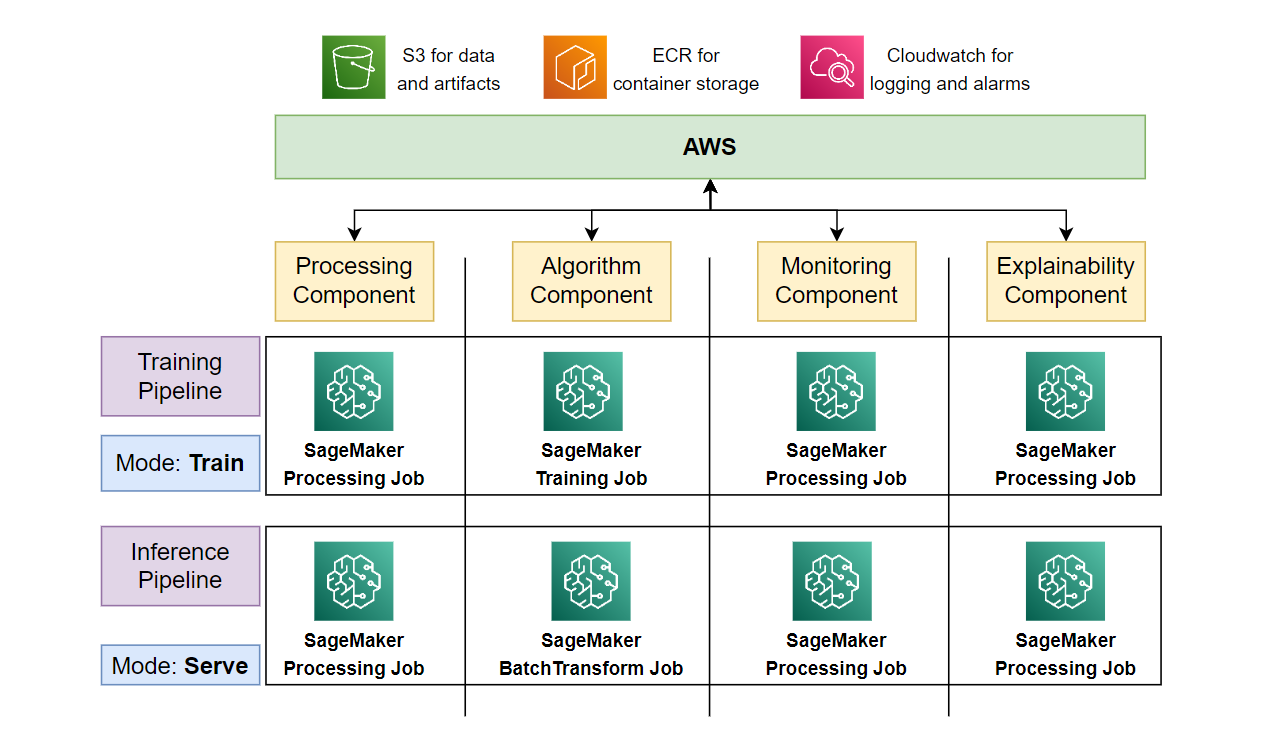 S3 for data
and artifacts
ECR for
container storage
Cloudwatch for
logging and alarms
AWS
Processing
Component
Algorithm
Component
Monitoring
Component
Explainability
Component
Training
Pipeline
Mode: Train
SageMaker
Processing Job
SageMaker
Training Job
SageMaker
Processing Job
SageMaker
Processing Job
Inference
Pipeline
Mode: Serve
SageMaker
Processing Job
SageMaker
BatchTransform Job
SageMaker
Processing Job
SageMaker
Processing Job